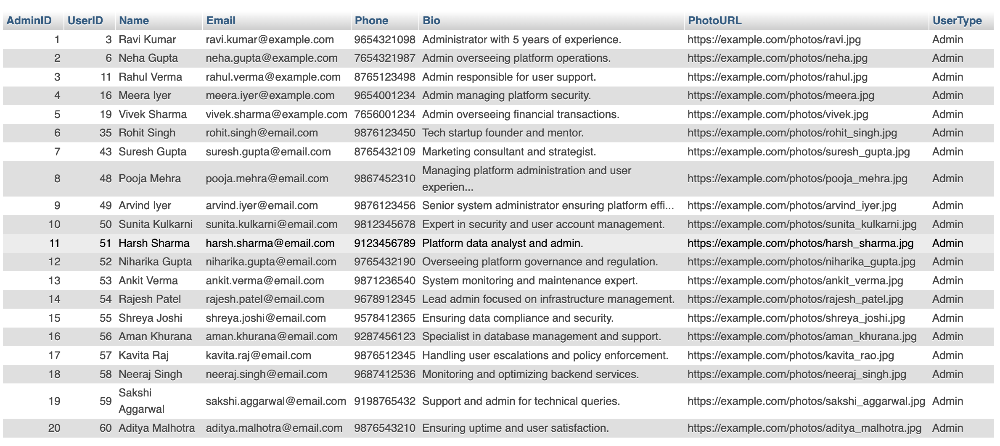 AdminID UserID Name Email Phone Bio PhotoURL UserType
1 3 Ravi Kumar ravi.kumar@example.com 9654321098 Administrator with 5 years of experience. https://example.com/photos/ravi.jpg Admin
2 6 Neha Gupta neha.gupta@example.com 7654321987 Admin overseeing platform operations. https://example.com/photos/neha.jpg Admin
3 11 Rahul Verma rahul.verma@example.com 8765123498 Admin responsible for user support. https://example.com/photos/rahul.jpg Admin
4 16 Meera Iyer meera.iyer@example.com 9654001234 Admin managing platform security. https://example.com/photos/meera.jpg Admin
5 19 Vivek Sharma vivek.sharma@example.com 7656001234 Admin overseeing financial transactions. https://example.com/photos/vivek.jpg Admin
6 35 Rohit Singh rohit.singh@email.com 9876123450 Tech startup founder and mentor. https://example.com/photos/rohit_singh.jpg Admin
7 43 Suresh Gupta suresh.gupta@email.com 8765432109 Marketing consultant and strategist. https://example.com/photos/suresh_gupta.jpg Admin
8 48 Pooja Mehra pooja.mehra@email.com 9867452310 Managing platform administration and user
experien... https://example.com/photos/pooja_mehra.jpg Admin
9 49 Arvind Iyer arvind.iyer@email.com 9876123456 Senior system administrator ensuring platform effi... https://example.com/photos/arvind_iyer.jpg Admin
10 50 Sunita Kulkarni sunita.kulkarni@email.com 9812345678 Expert in security and user account management. https://example.com/photos/sunita_kulkarni.jpg Admin
11 51 Harsh Sharma harsh.sharma@email.com 9123456789 Platform data analyst and admin. https://example.com/photos/harsh_sharma.jpg Admin
12 52 Niharika Gupta niharika.gupta@email.com 9765432190 Overseeing platform governance and regulation. https://example.com/photos/niharika_gupta.jpg Admin
13 53 Ankit Verma ankit.verma@email.com 9871236540 System monitoring and maintenance expert. https://example.com/photos/ankit_verma.jpg Admin
14 54 Rajesh Patel rajesh.patel@email.com 9678912345 Lead admin focused on infrastructure management. https://example.com/photos/rajesh_patel.jpg Admin
15 55 Shreya Joshi shreya.joshi@email.com 9578412365 Ensuring data compliance and security. https://example.com/photos/shreya_joshi.jpg Admin
16 56 Aman Khurana aman.khurana@email.com 9287456123 Specialist in database management and support. https://example.com/photos/aman_khurana.jpg Admin
17 57 Kavita Raj kavita.raj@email.com 9876512345 Handling user escalations and policy enforcement. https://example.com/photos/kavita_rao.jpg Admin
18 58 Neeraj Singh neeraj.singh@email.com 9687412536 Monitoring and optimizing backend services. https://example.com/photos/neeraj_singh.jpg Admin
19 59 Sakshi
Aggarwal sakshi.aggarwal@email.com 9198765432 Support and admin for technical queries. https://example.com/photos/sakshi_aggarwal.jpg Admin
20 60 Aditya Malhotra aditya.malhotra@email.com 9876543210 Ensuring uptime and user satisfaction. https://example.com/photos/aditya_malhotra.jpg Admin